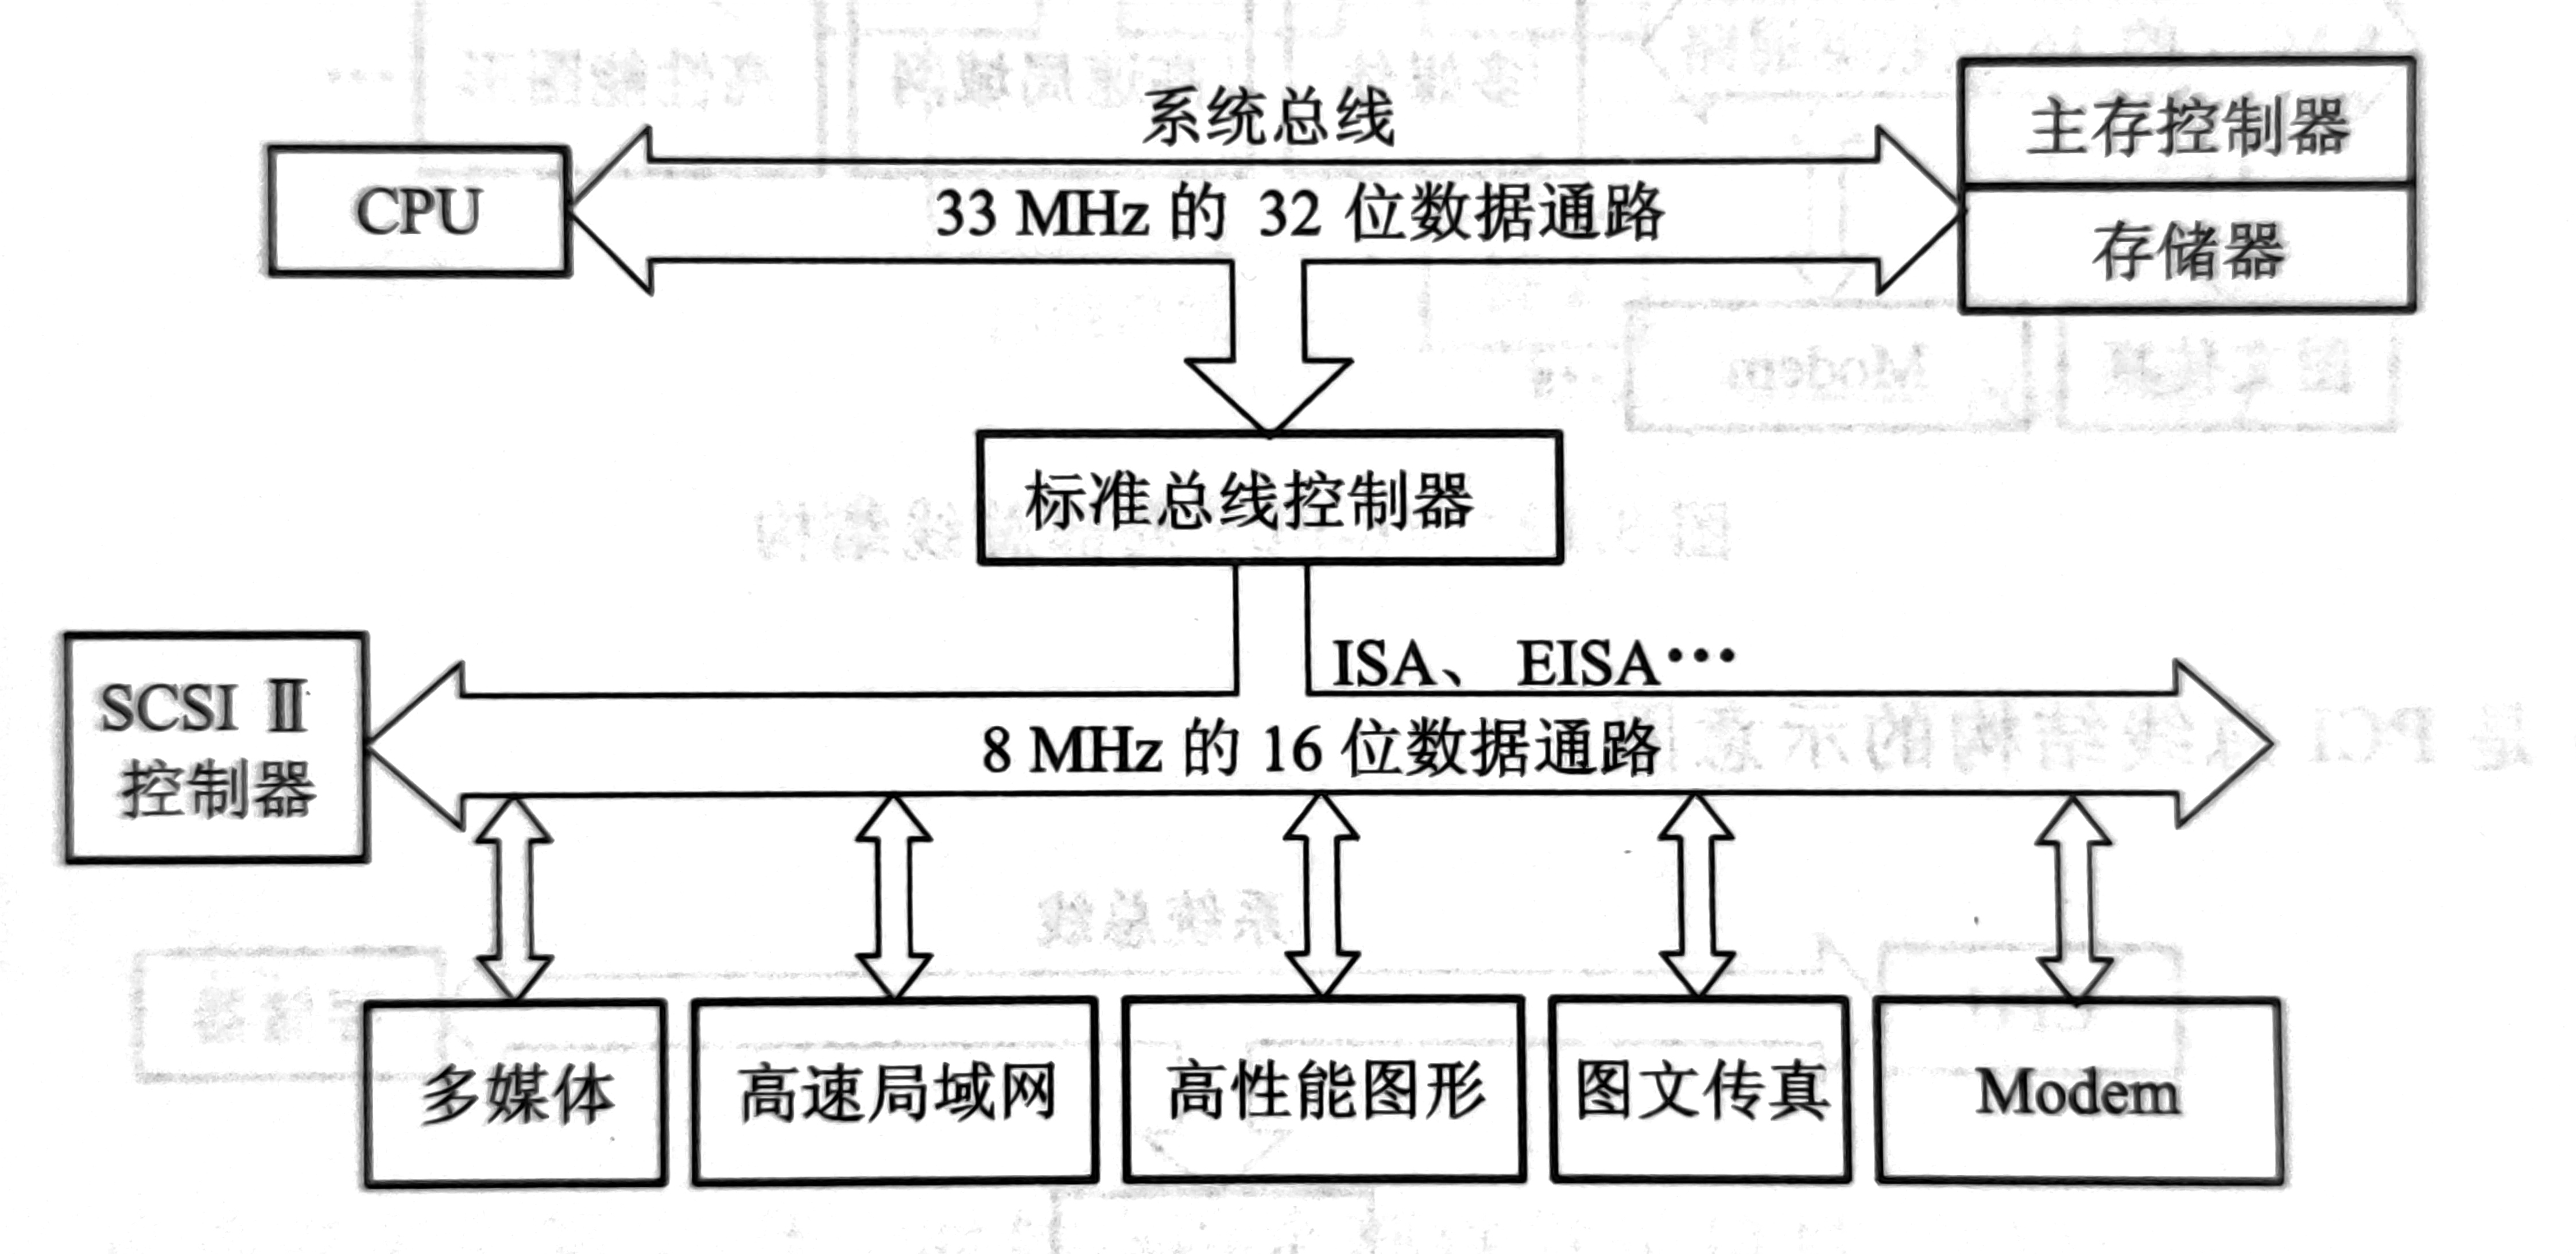 系统总线
CPU
33 MHz 的 32 位数据通路
主存控制器
存储器
标准总线控制器
ISA、EISA…
SCSI Ⅱ
控制器
8 MHz 的 16 位数据通路
多媒体
高速局域网
高性能图形
图文传真
Modem